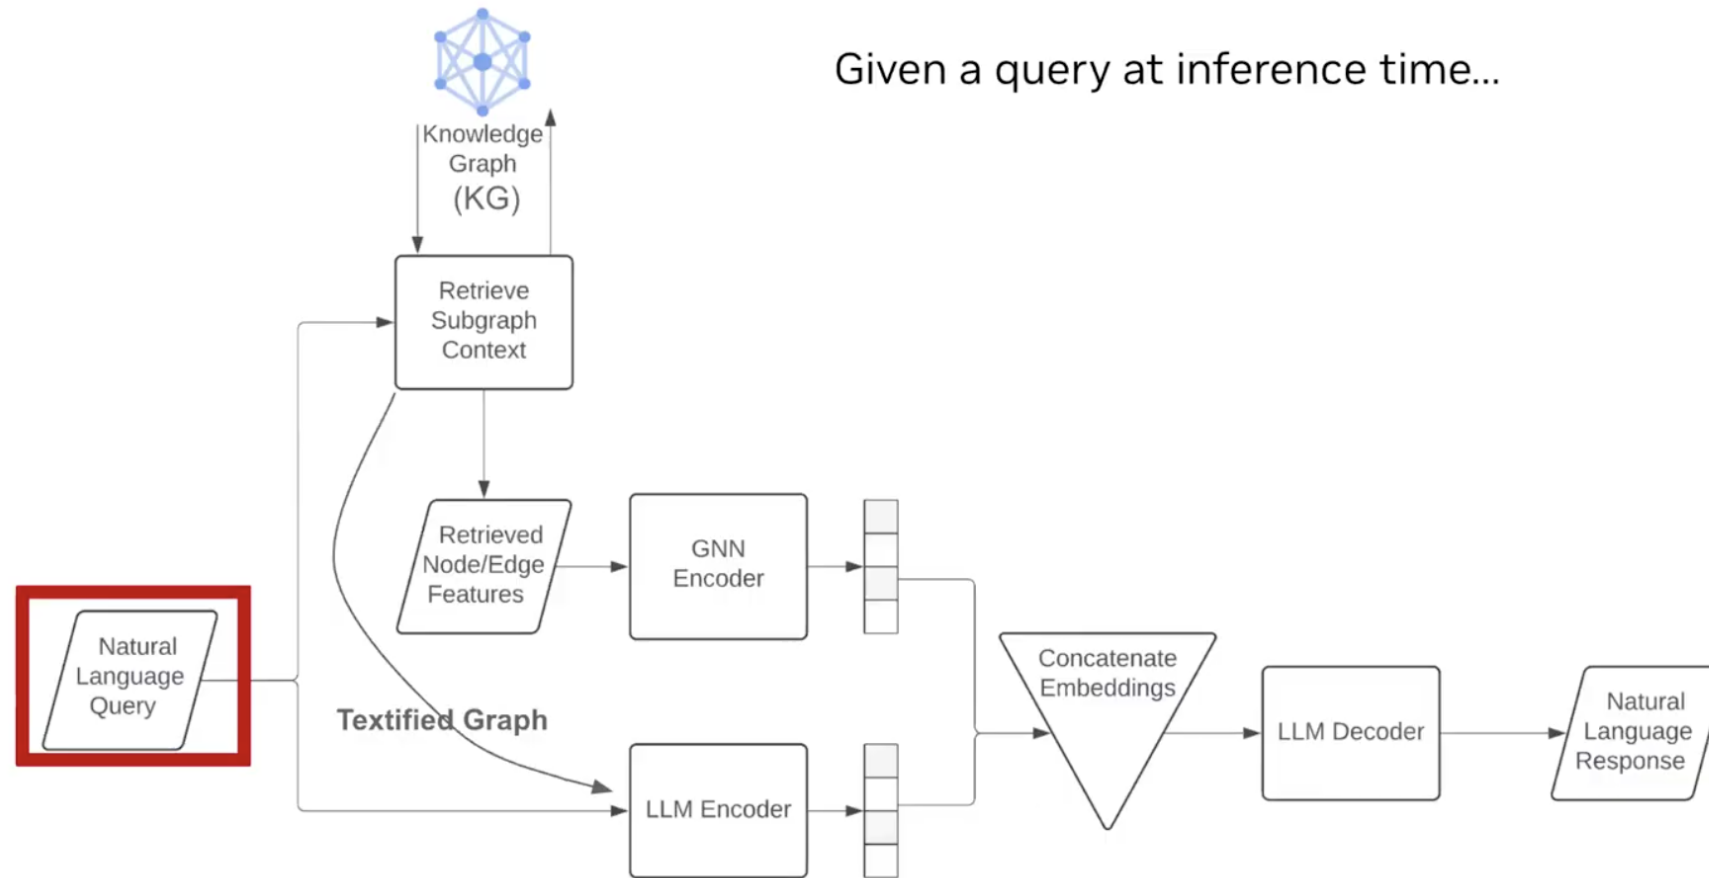 Given a query at inference time...
Knowledge
Graph
(KG)
Retrieve
Subgraph
Context
Retrieved
Node/Edge
Features
GNN
Encoder
Natural
Language
Query
Textified Graph
LLM Encoder
Concatenate
Embeddings
LLM Decoder
Natural
Language
Response